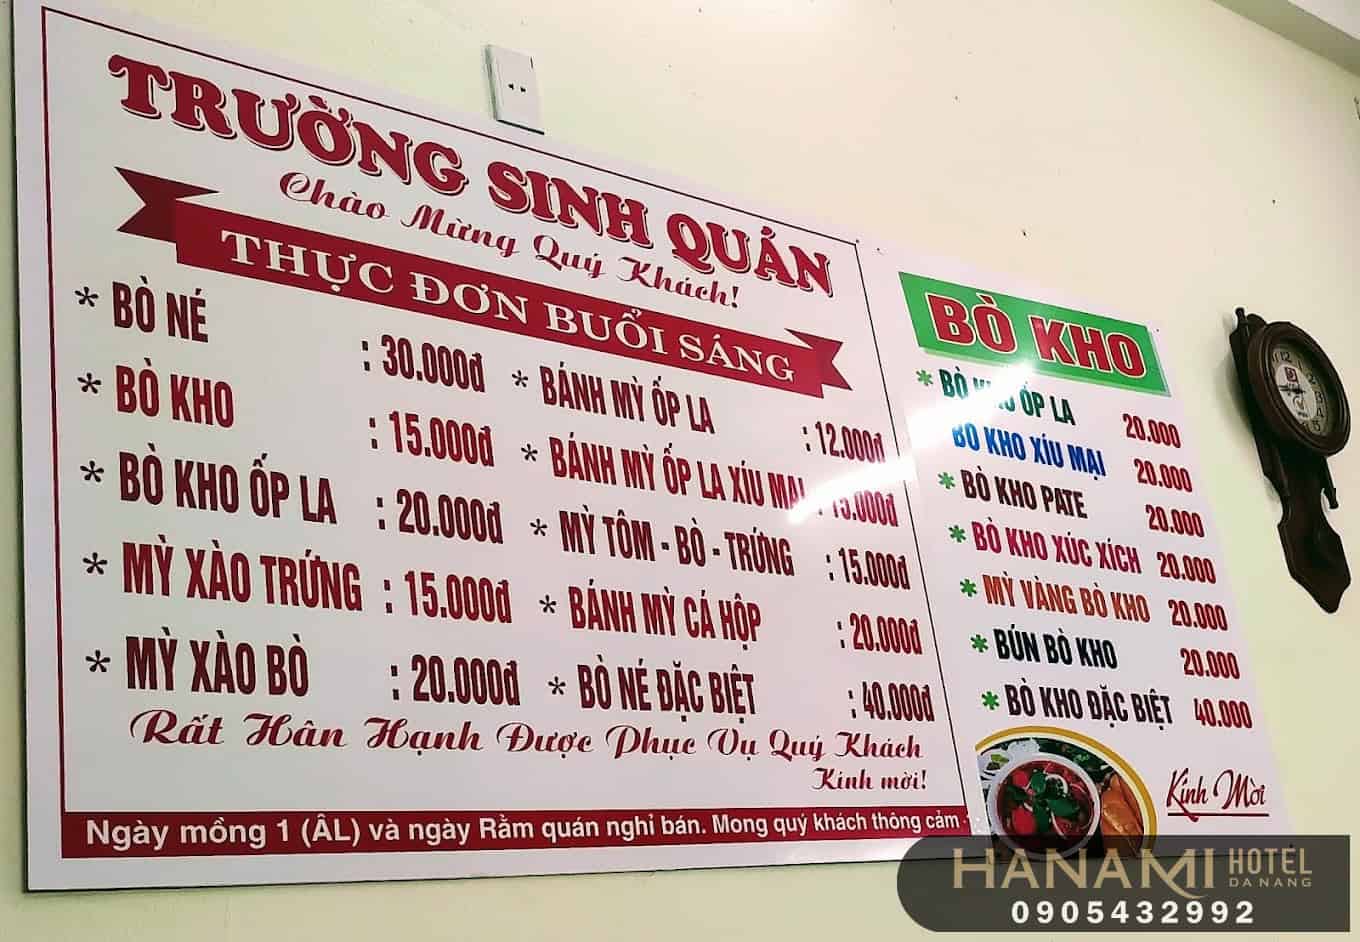 TRƯỜNG SINH QUÁN
Chào Mừng Quý Khách!
THỰC ĐƠN BUỔI SÁNG
* BÒ NÉ : 30.000đ
* BÒ KHO : 15.000đ
* BÒ KHO ỐP LA : 20.000đ
* MỲ XÀO TRỨNG : 15.000đ
* MỲ XÀO BÒ : 20.000đ
* BÁNH MỲ ỐP LA : 12.000đ
* BÁNH MỲ ỐP LA XÍU MẠI : 15.000đ
* MỲ TÔM - BÒ - TRỨNG : 15.000đ
* BÁNH MỲ CÁ HỘP : 20.000đ
* BÒ NÉ ĐẶC BIỆT : 40.000đ
Rất Hân Hạnh Được Phục Vụ Quý Khách
Kính mời!
Ngày mồng 1 (ÂL) và ngày Rằm quán nghỉ bán. Mong quý khách thông cảm
BÒ KHO
* BÒ KHO ỐP LA 20.000
BÒ KHO XÍU MẠI 20.000
* BÒ KHO PATE 20.000
* BÒ KHO XÚC XÍCH 20.000
* MỲ VÀNG BÒ KHO 20.000
* BÚN BÒ KHO 20.000
* BÒ KHO ĐẶC BIỆT 40.000
Kính Mời
HANAMI HOTEL
DA NANG
0905432992